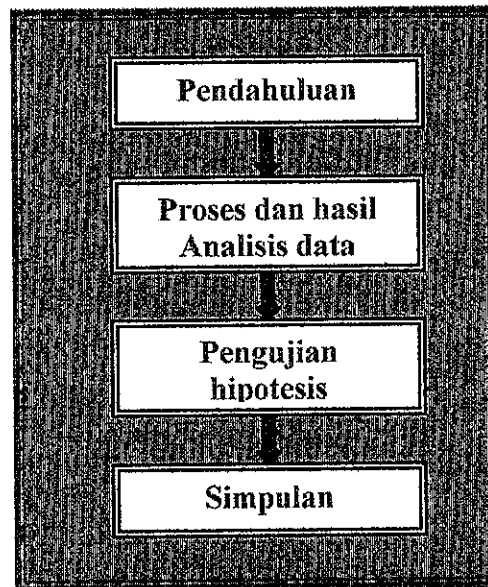 Pendahuluan
Proses dan hasil
Analisis data
Pengujian
hipotesis
Simpulan